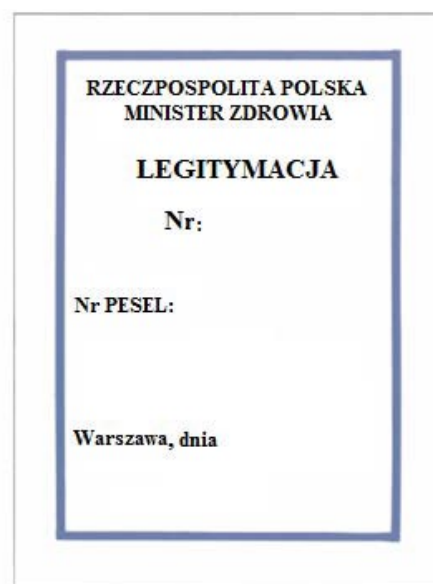 RZECZPOSPOLITA POLSKA
MINISTER ZDROWIA
LEGITYMACJA
Nr:
Nr PESEL:
Warszawa, dnia